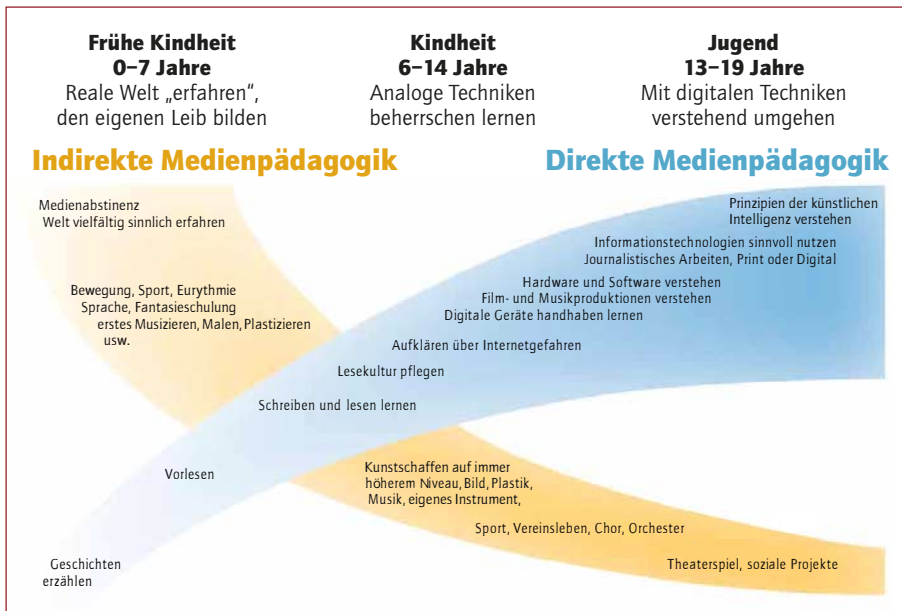 Frühe Kindheit
0–7 Jahre
Reale Welt „erfahren“,
den eigenen Leib bilden
Kindheit
6–14 Jahre
Analoge Techniken
beherrschen lernen
Jugend
13–19 Jahre
Mit digitalen Techniken
verstehend umgehen
Indirekte Medienpädagogik
Direkte Medienpädagogik
Medienabstinenz
Welt vielfältig sinnlich erfahren
Prinzipien der künstlichen
Intelligenz verstehen
Informationstechnologien sinnvoll nutzen
Journalistisches Arbeiten, Print oder Digital
Bewegung, Sport, Eurythmie
Sprache, Fantasieschulung
erstes Musizieren, Malen, Plastizieren
usw.
Hardware und Software verstehen
Film- und Musikproduktionen verstehen
Digitale Geräte handhaben lernen
Aufklären über Internetgefahren
Lesekultur pflegen
Schreiben und lesen lernen
Vorlesen
Kunstschaffen auf immer
höherem Niveau, Bild, Plastik,
Musik, eigenes Instrument,
Sport, Vereinsleben, Chor, Orchester
Geschichten
erzählen
Theaterspiel, soziale Projekte